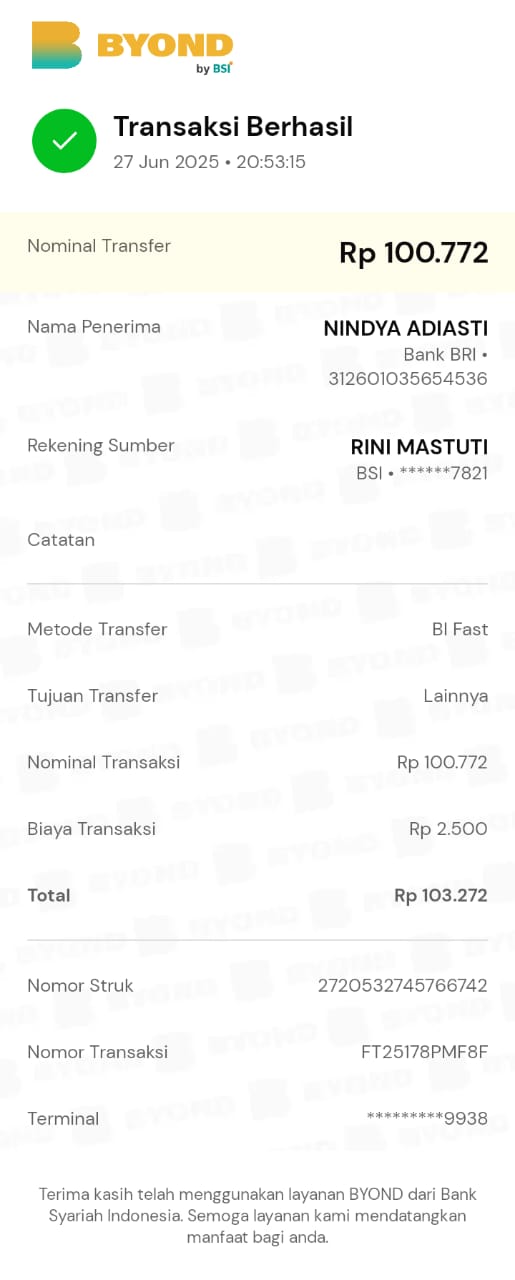 BYOND
by BSI
Transaksi Berhasil
27 Jun 2025 • 20:53:15
Nominal Transfer
Rp 100.772
Nama Penerima
NINDYA ADIASTI
Bank BRI •
312601035654536
Rekening Sumber
RINI MASTUTI
BSI • ******7821
Catatan
Metode Transfer
BI Fast
Tujuan Transfer
Lainnya
Nominal Transaksi
Rp 100.772
Biaya Transaksi
Rp 2.500
Total
Rp 103.272
Nomor Struk
2720532745766742
Nomor Transaksi
FT25178PMF8F
Terminal
*********9938
Terima kasih telah menggunakan layanan BYOND dari Bank
Syariah Indonesia. Semoga layanan kami mendatangkan
manfaat bagi anda.